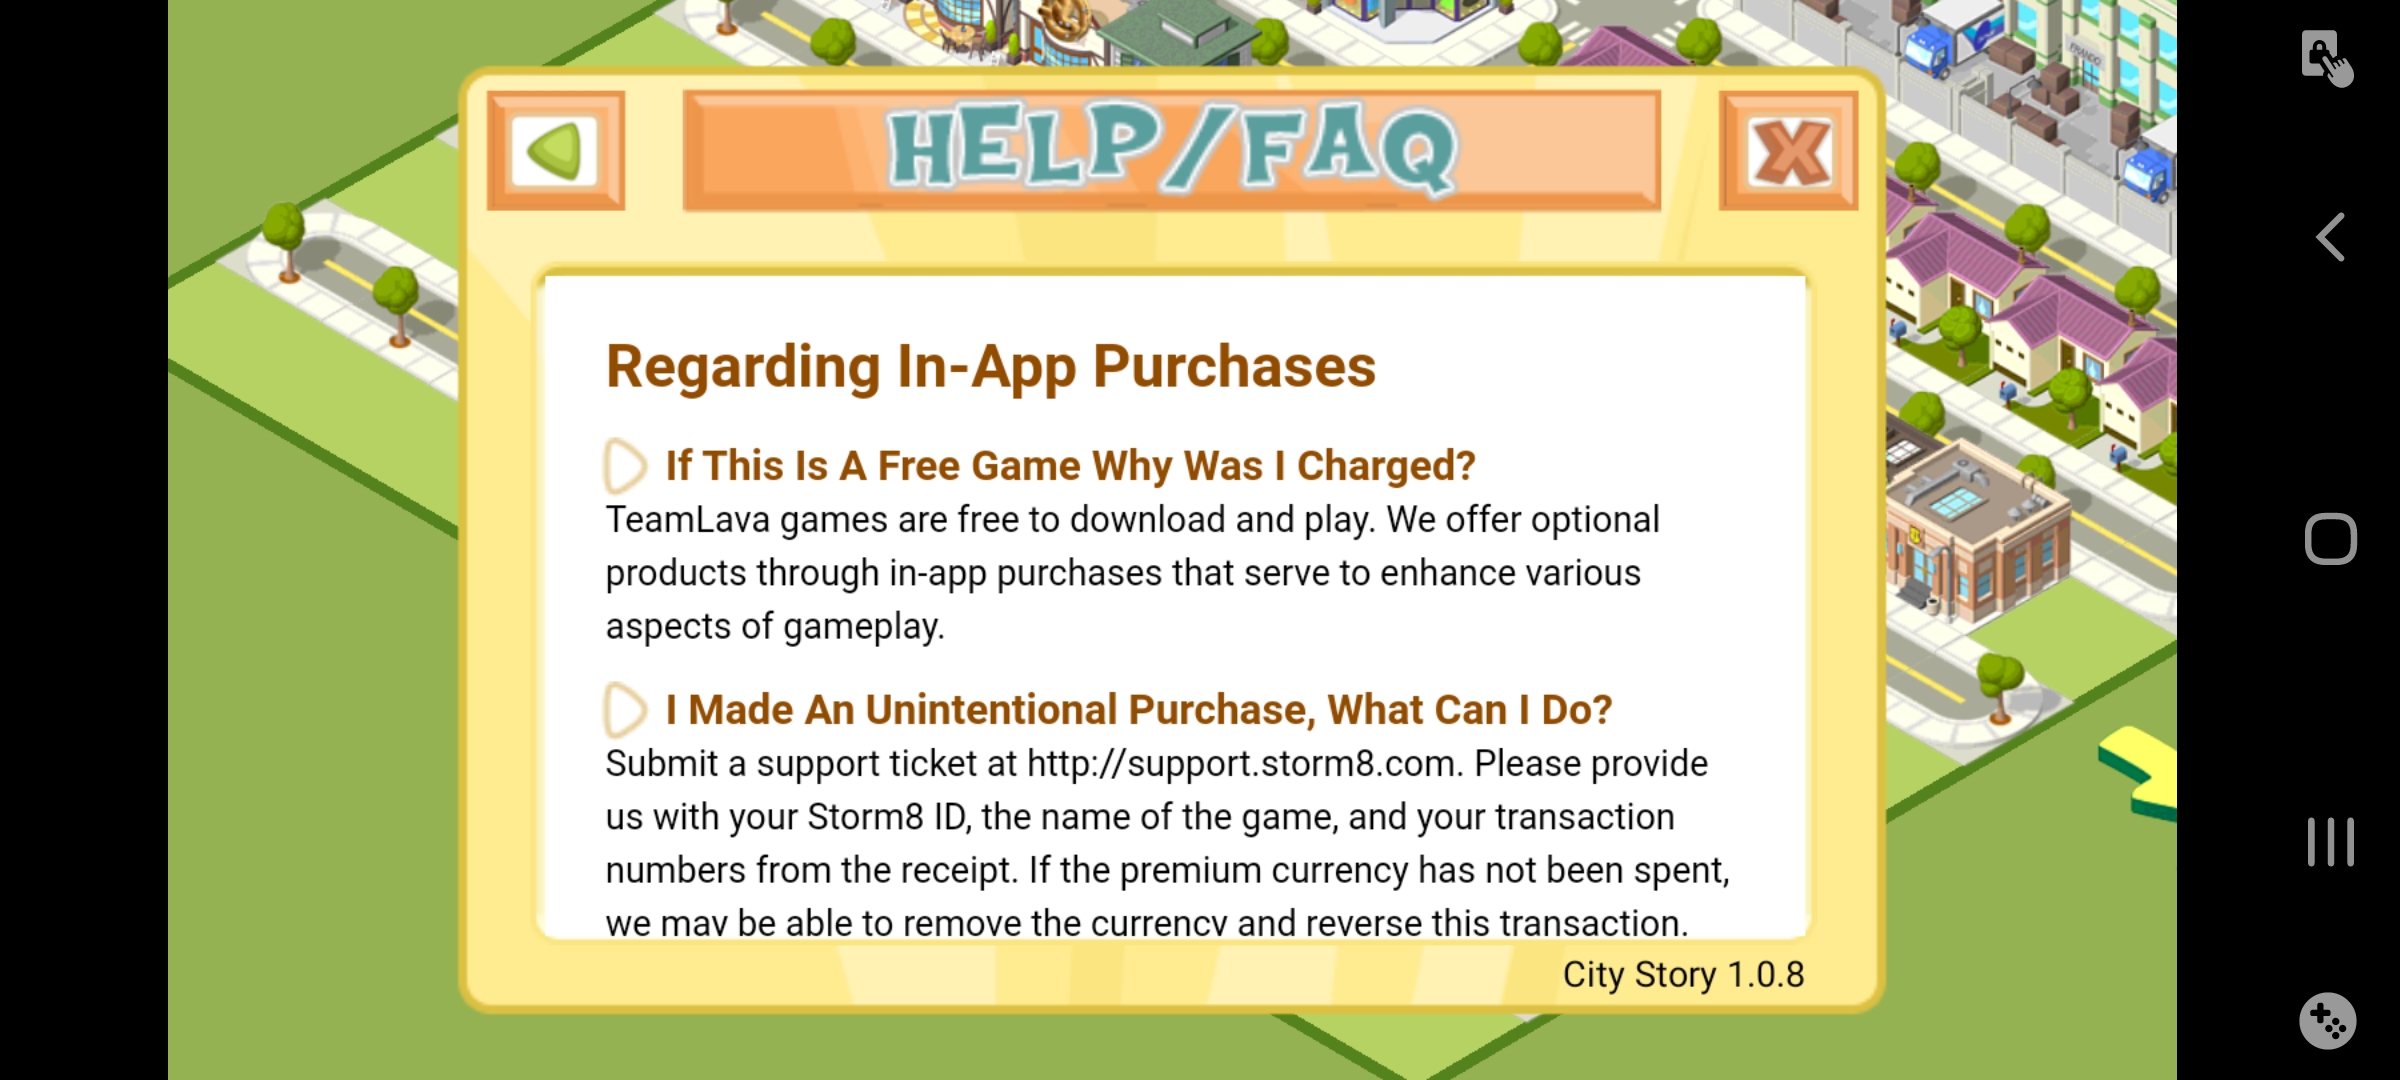 HELP/FAQ
Regarding In-App Purchases
If This Is A Free Game Why Was I Charged?
TeamLava games are free to download and play. We offer optional
products through in-app purchases that serve to enhance various
aspects of gameplay.
I Made An Unintentional Purchase, What Can I Do?
Submit a support ticket at http://support.storm8.com. Please provide
us with your Storm8 ID, the name of the game, and your transaction
numbers from the receipt. If the premium currency has not been spent,
we may be able to remove the currency and reverse this transaction.
City Story 1.0.8